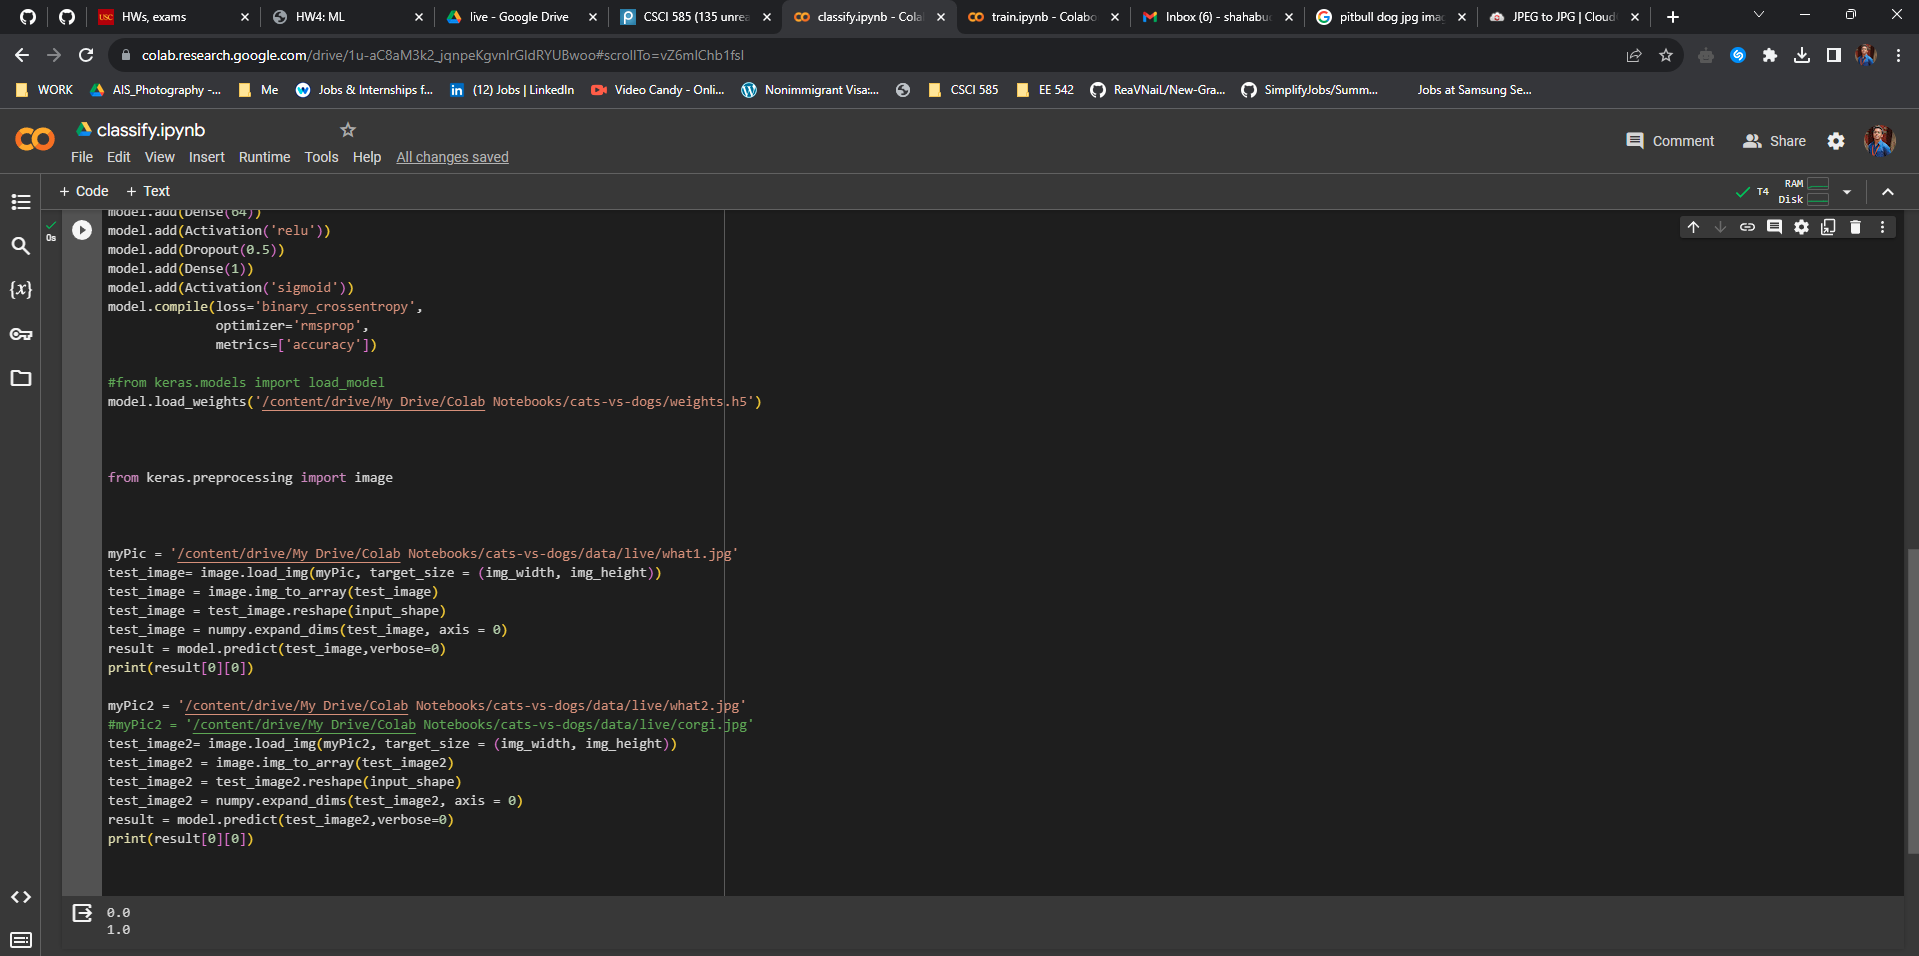 HWs, exams
HW4: ML
live - Google Drive
CSCI 585 (135 unrea
classify.ipynb - Cola
train.ipynb - Colabo
Inbox (6) - shahabu
pitbull dog jpg imag
JPEG to JPG | Cloud
colab.research.google.com/drive/1u-aC8aM3k2_jqnpeKgvnIrGldRYUBwoo#scrollTo=vZ6mIChb1fsI
WORK
AIS_Photography -...
Me
Jobs & Internships f...
(12) Jobs | LinkedIn
Video Candy - Onli...
Nonimmigrant Visa:...
CSCI 585
EE 542
ReaVNaiL/New-Gra...
SimplifyJobs/Summ...
Jobs at Samsung Se...
classify.ipynb
File Edit View Insert Runtime Tools Help All changes saved
Comment
Share
+ Code + Text
T4
RAM
Disk
0s
model.add(Dense(64))
model.add(Activation('relu'))
model.add(Dropout(0.5))
model.add(Dense(1))
model.add(Activation('sigmoid'))
model.compile(loss='binary_crossentropy',
optimizer='rmsprop',
metrics=['accuracy'])
#from keras.models import load_model
model.load_weights('/content/drive/My Drive/Colab Notebooks/cats-vs-dogs/weights.h5')
from keras.preprocessing import image
myPic = '/content/drive/My Drive/Colab Notebooks/cats-vs-dogs/data/live/what1.jpg'
test_image= image.load_img(myPic, target_size = (img_width, img_height))
test_image = image.img_to_array(test_image)
test_image = test_image.reshape(input_shape)
test_image = numpy.expand_dims(test_image, axis = 0)
result = model.predict(test_image,verbose=0)
print(result[0][0])
myPic2 = '/content/drive/My Drive/Colab Notebooks/cats-vs-dogs/data/live/what2.jpg'
#myPic2 = '/content/drive/My Drive/Colab Notebooks/cats-vs-dogs/data/live/corgi.jpg'
test_image2= image.load_img(myPic2, target_size = (img_width, img_height))
test_image2 = image.img_to_array(test_image2)
test_image2 = test_image2.reshape(input_shape)
test_image2 = numpy.expand_dims(test_image2, axis = 0)
result = model.predict(test_image2,verbose=0)
print(result[0][0])
0.0
1.0